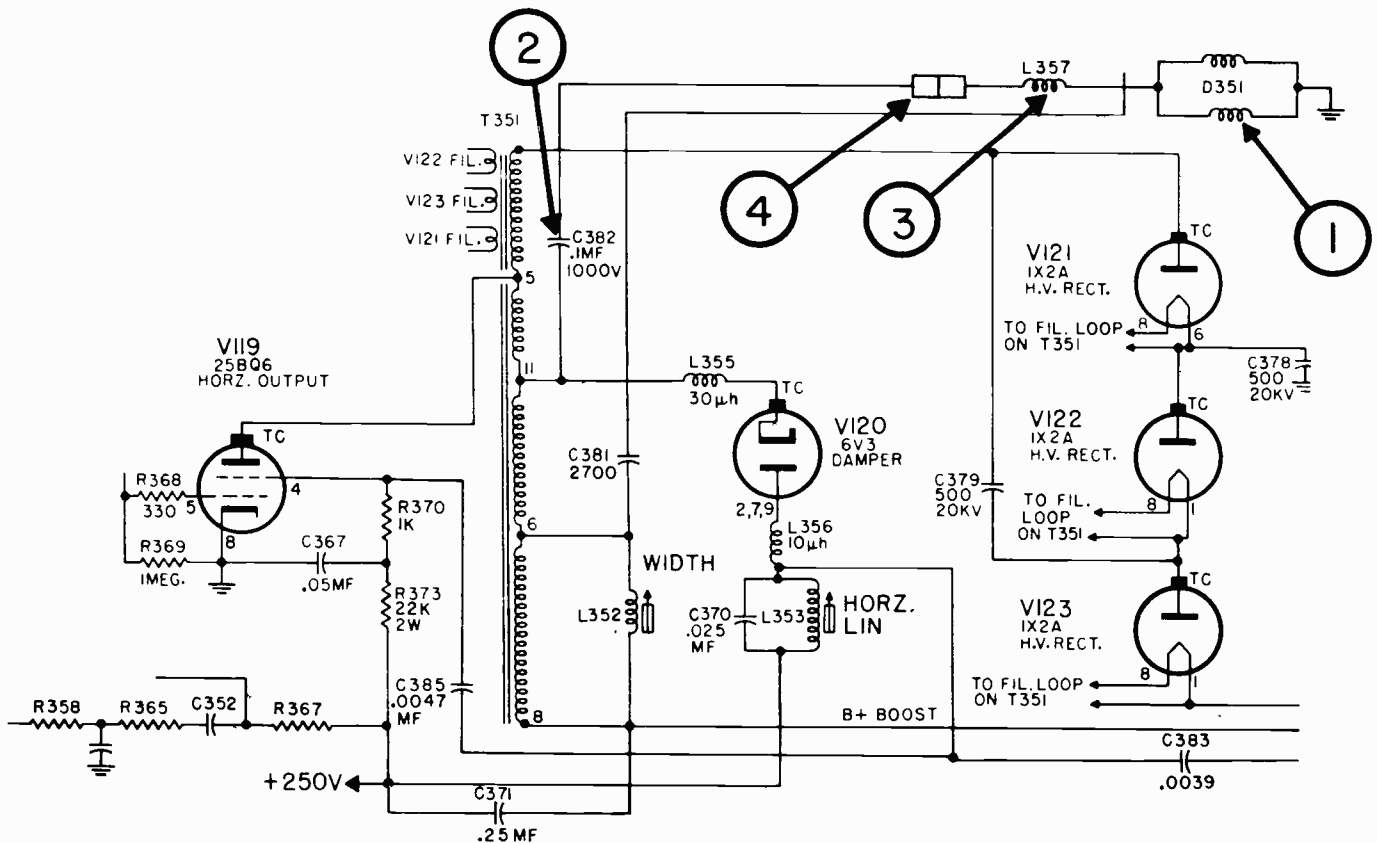 2
L357
D351
T351
V122 FIL.
V123 FIL.
V121 FIL.
4
3
1
C382
.1MF
1000V
5
TC
V121
1X2A
H.V. RECT.
8
6
TO FIL. LOOP
ON T351
C378
500
20KV
V119
25BQ6
HORZ. OUTPUT
11
L355
30µh
TC
TC
V120
6V3
DAMPER
TC
V122
1X2A
H.V. RECT.
C381
2700
C379
500
20KV
R368
330
5
4
R370
1K
2,7,9
8
1
TO FIL.
LOOP
ON T351
R369
1MEG.
8
C367
.05MF
6
L356
10µh
WIDTH
TC
R373
22K
2W
L352
C370
.025
MF
L353
HORZ.
LIN
V123
1X2A
H.V. RECT.
8
1
TO FIL. LOOP
ON T351
C385
.0047
MF
R358
R365
C352
R367
8
B+ BOOST
C383
.0039
+250V
C371
.25MF